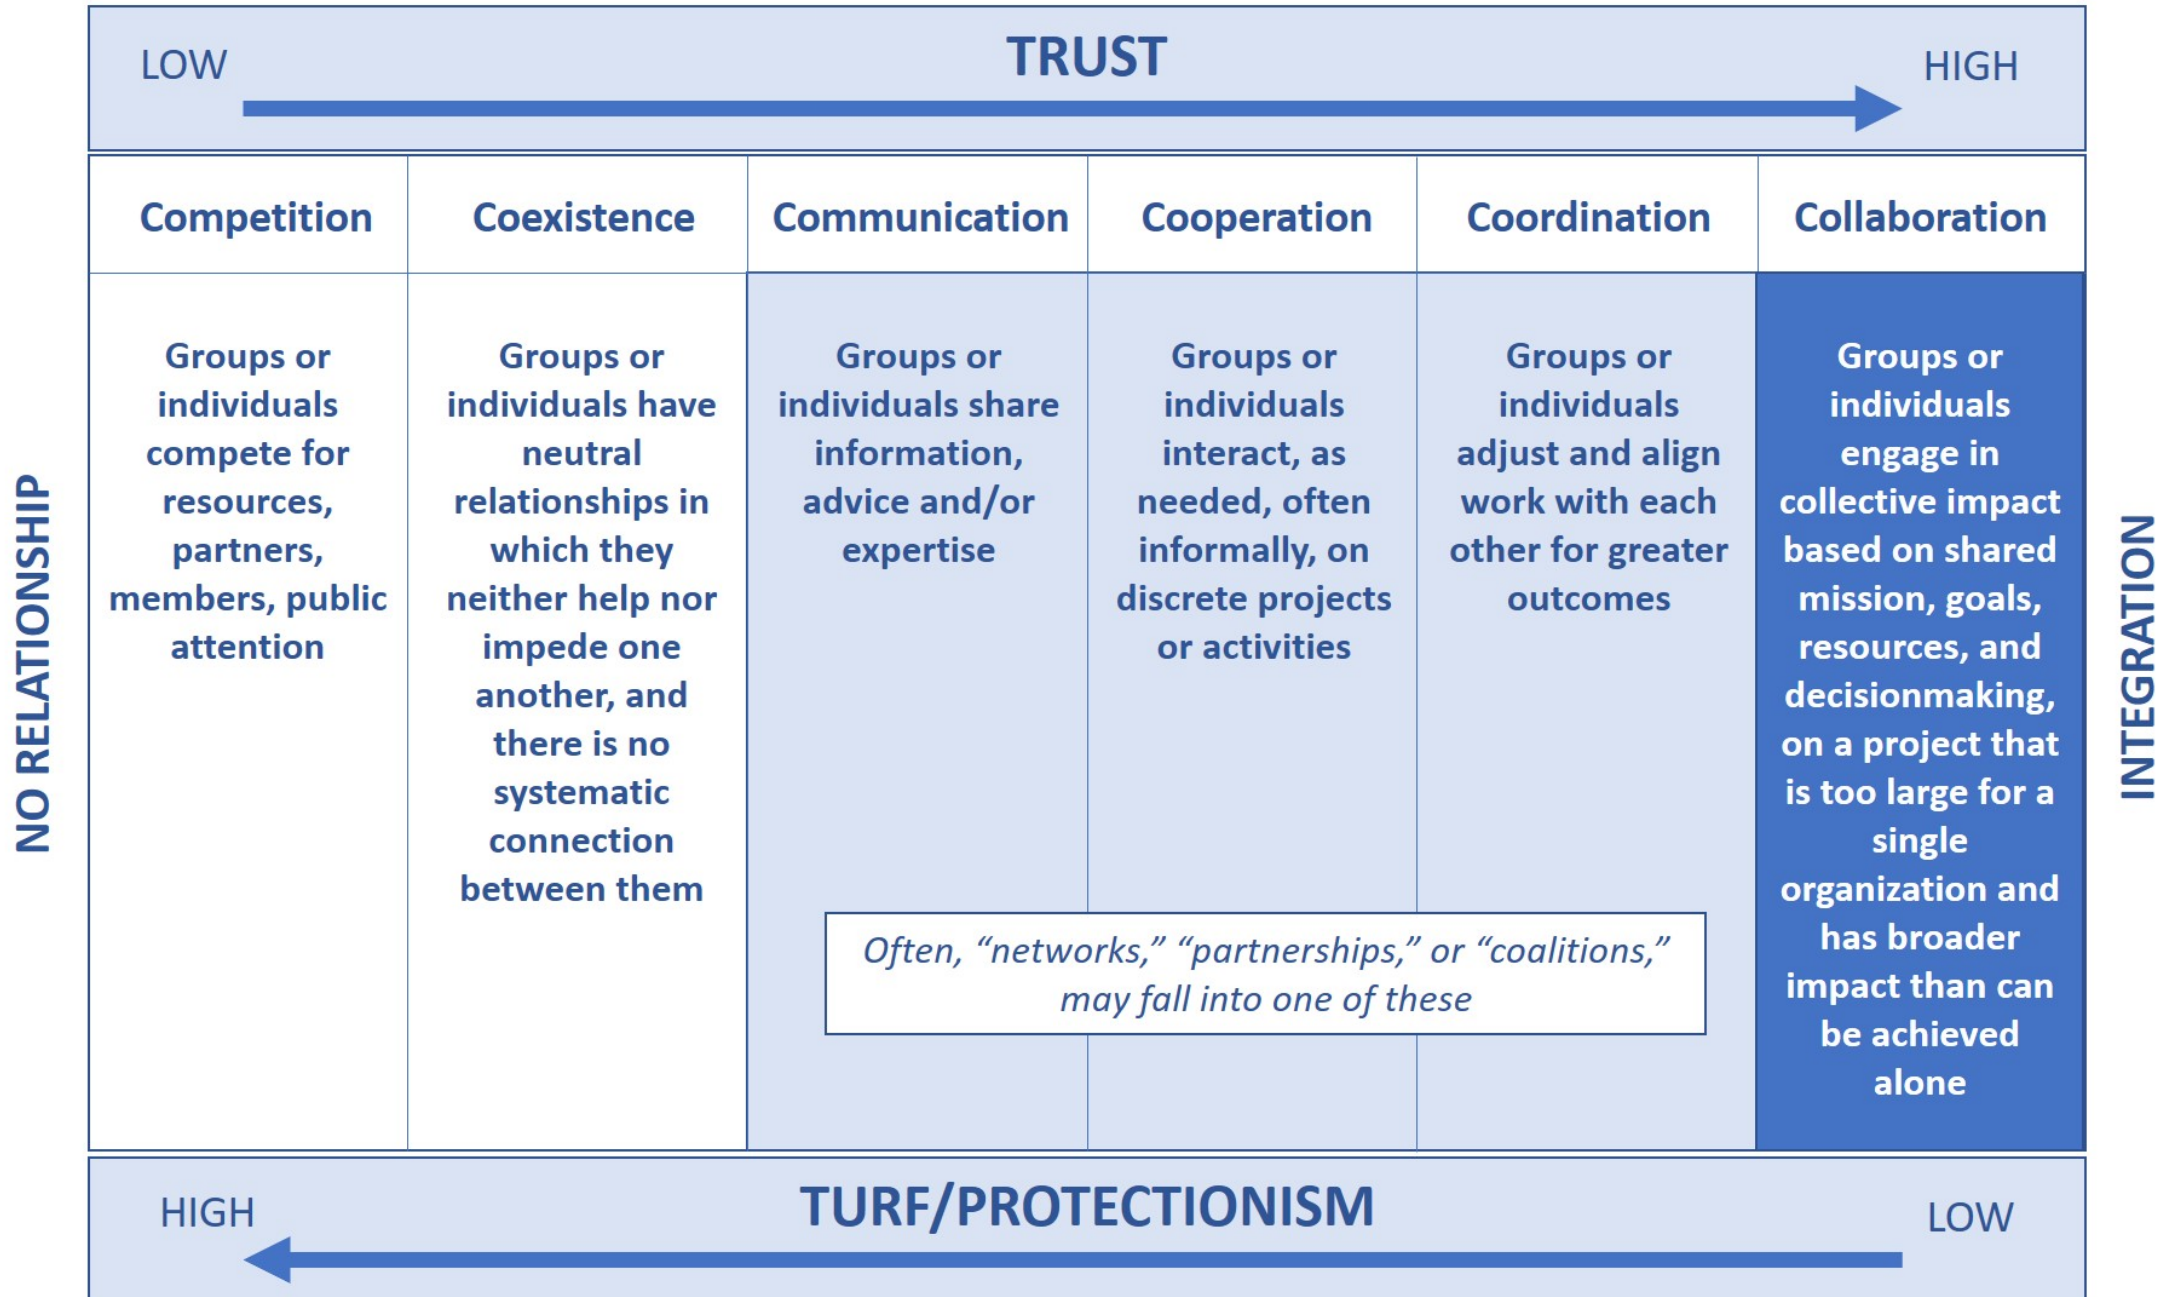 TRUST
LOW
HIGH
Competition
Coexistence
Communication
Cooperation
Coordination
Collaboration
NO RELATIONSHIP
Groups or
individuals
compete for
resources,
partners,
members, public
attention
Groups or
individuals have
neutral
relationships in
which they
neither help nor
impede one
another, and
there is no
systematic
connection
between them
Groups or
individuals share
information,
advice and/or
expertise
Groups or
individuals
interact, as
needed, often
informally, on
discrete projects
or activities
Groups or
individuals
adjust and align
work with each
other for greater
outcomes
Often, “networks,” “partnerships,” or “coalitions,”
may fall into one of these
Groups or
individuals
engage in
collective impact
based on shared
mission, goals,
resources, and
decisionmaking,
on a project that
is too large for a
single
organization and
has broader
impact than can
be achieved
alone
INTEGRATION
TURF/PROTECTIONISM
HIGH
LOW